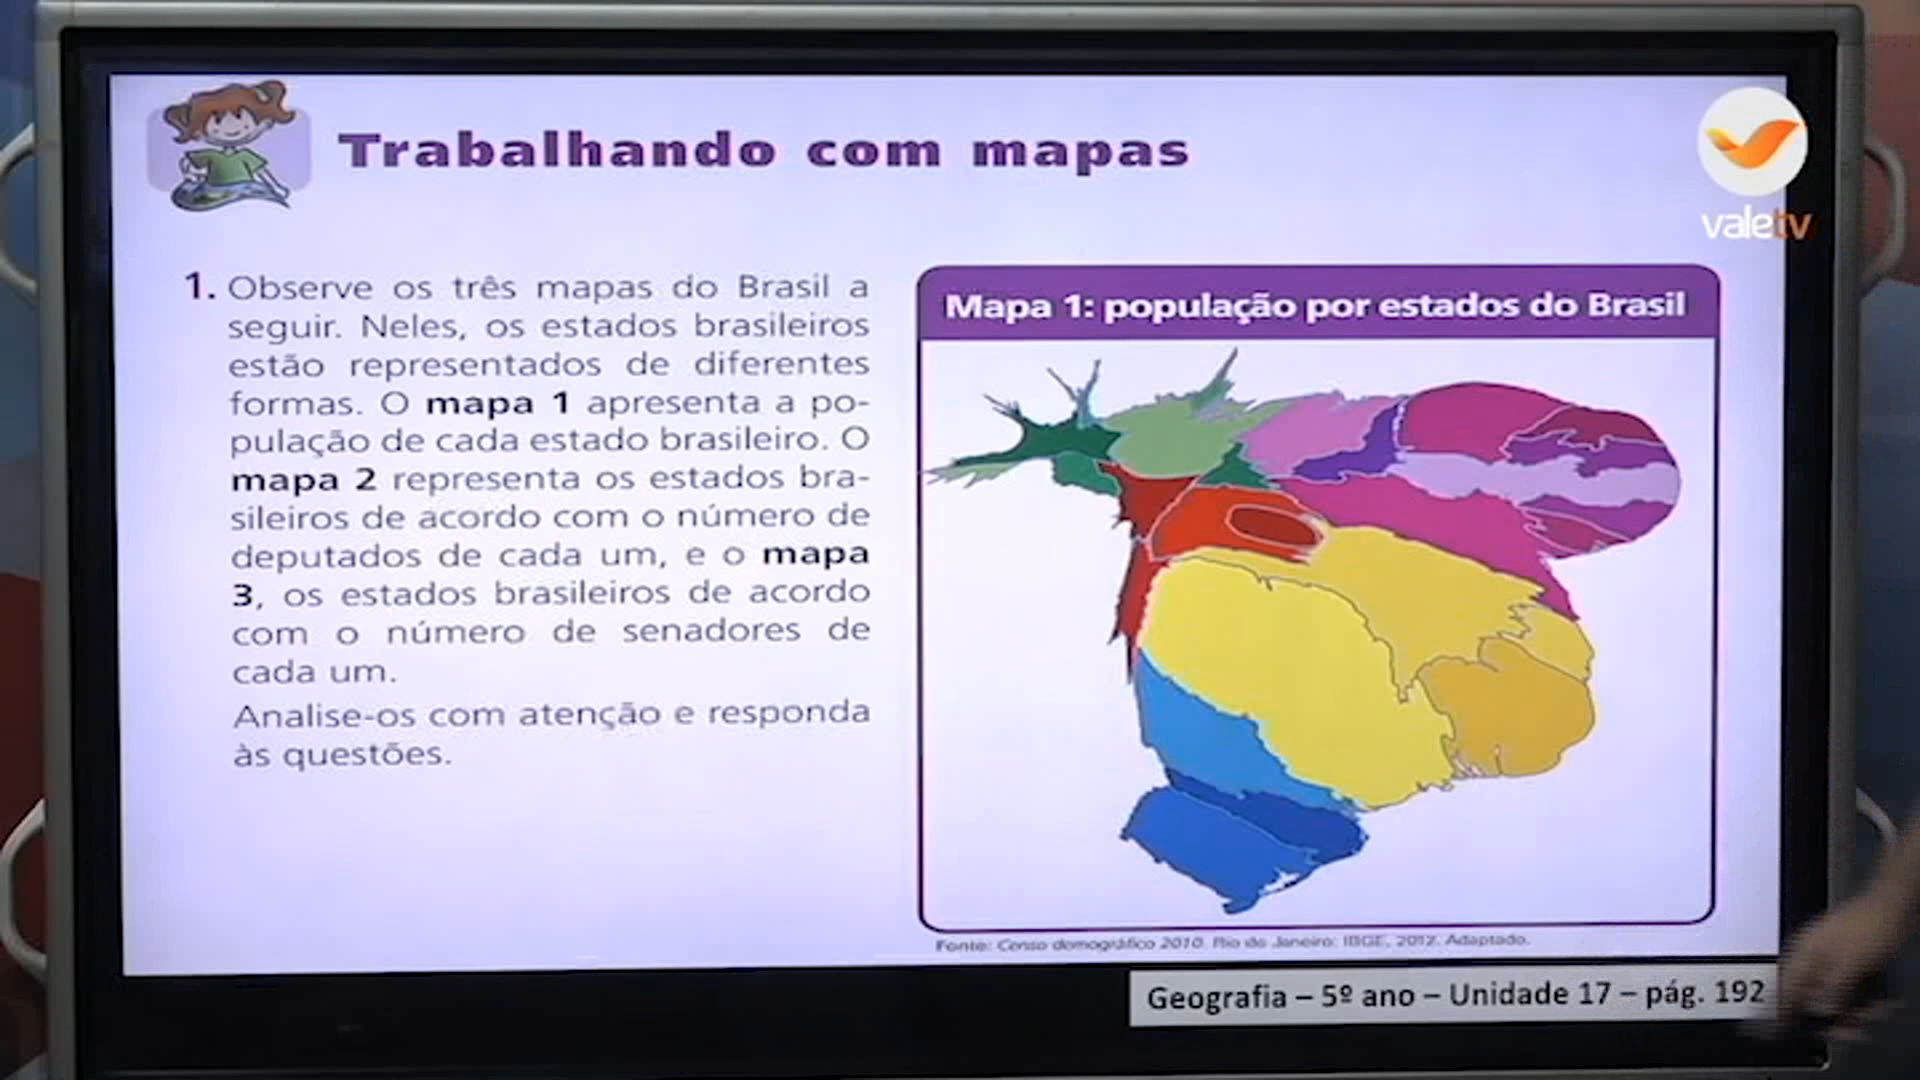 Trabalhando com mapas
valetv
1. Observe os três mapas do Brasil a
seguir. Neles, os estados brasileiros
estão representados de diferentes
formas. O mapa 1 apresenta a po-
pulação de cada estado brasileiro. O
mapa 2 representa os estados bra-
sileiros de acordo com o número de
deputados de cada um, e o mapa
3, os estados brasileiros de acordo
com o número de senadores de
cada um.
Analise-os com atenção e responda
às questões.
Mapa 1: população por estados do Brasil
Fonte: Censo demográfico 2010. Rio de Janeiro: IBGE, 2012. Adaptado.
Geografia – 5º ano – Unidade 17 – pág. 192